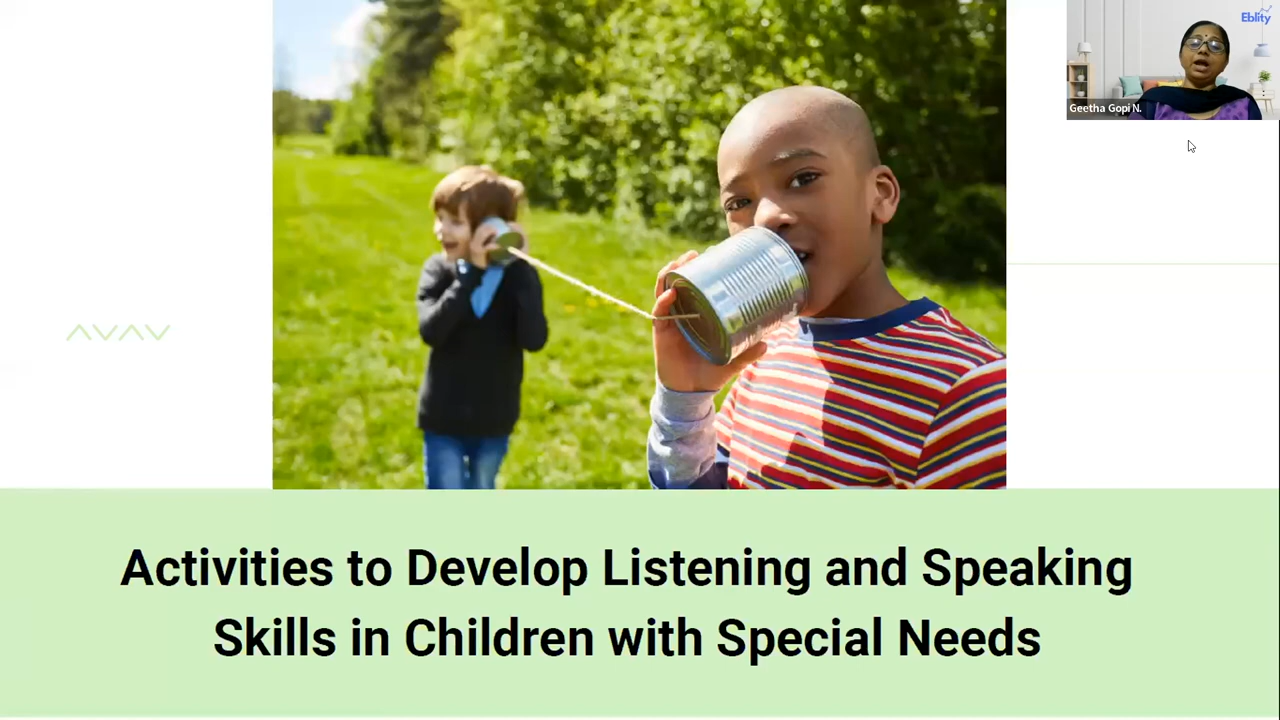 Eblity
Geetha Gopi N.
Activities to Develop Listening and Speaking
Skills in Children with Special Needs